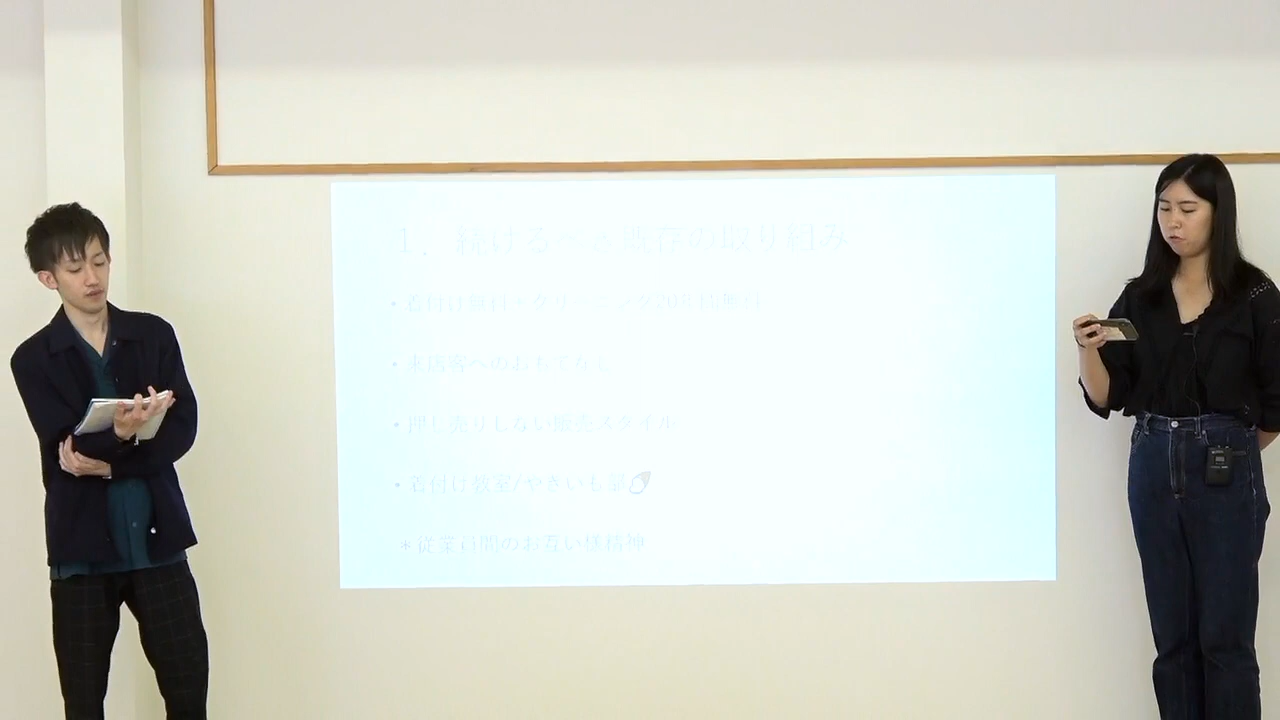 1. 続けるべき既存の取り組み
・着付け無料+クリーニング
・来店客へのおもてなし
・押し売りしない販売スタイル
・着付け教室/やきいも部🍠
*従業員間のお互い様精神